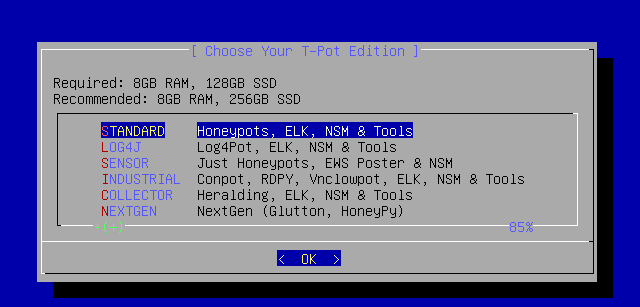 [ Choose Your T-Pot Edition ]
Required: 8GB RAM, 128GB SSD
Recommended: 8GB RAM, 256GB SSD
STANDARD Honeypots, ELK, NSM & Tools
LOG4J Log4Pot, ELK, NSM & Tools
SENSOR Just Honeypots, EWS Poster & NSM
INDUSTRIAL Conpot, RDPY, Vnclowpot, ELK, NSM & Tools
COLLECTOR Heralding, ELK, NSM & Tools
NEXTGEN NextGen (Glutton, HoneyPy)
85%
< OK >